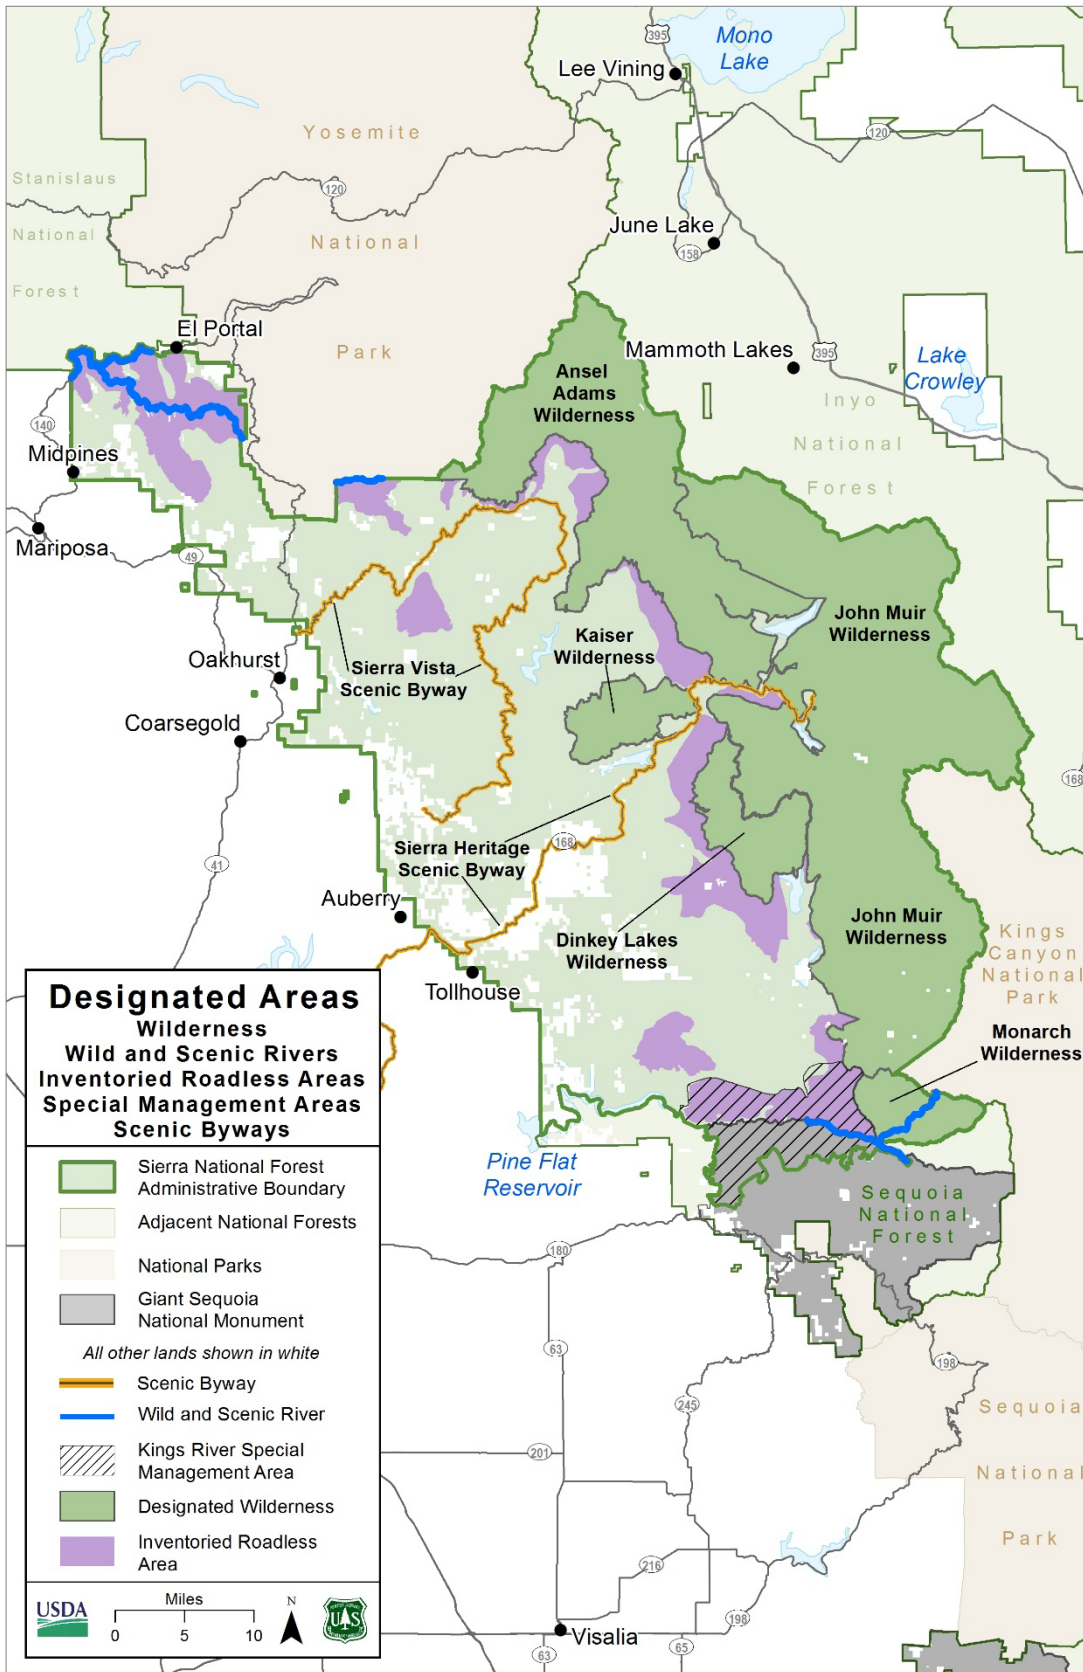 395
Mono
Lake
Lee Vining
120
Yosemite
Stanislaus
120
National
National
June Lake
158
Forest
El Portal
Park
Mammoth Lakes
395
Lake
Crowley
Ansel
Adams
Wilderness
Inyo
National
Forest
140
Midpines
Mariposa
49
John Muir
Wilderness
Kaiser
Wilderness
Oakhurst
Sierra Vista
Scenic Byway
Coarsegold
168
Sierra Heritage
Scenic Byway
168
41
Auberry
John Muir
Wilderness
Dinkey Lakes
Wilderness
Kings
Canyon
National
Park
Tollhouse
Monarch
Wilderness
Pine Flat
Reservoir
Sequoia
National
Forest
180
63
198
245
Sequoia
201
National
Park
216
198
Visalia
63
65
Designated Areas
Wilderness
Wild and Scenic Rivers
Inventoried Roadless Areas
Special Management Areas
Scenic Byways
Sierra National Forest
Administrative Boundary
Adjacent National Forests
National Parks
Giant Sequoia
National Monument
All other lands shown in white
Scenic Byway
Wild and Scenic River
Kings River Special
Management Area
Designated Wilderness
Inventoried Roadless
Area
USDA
Miles
0 5 10
N
UAS